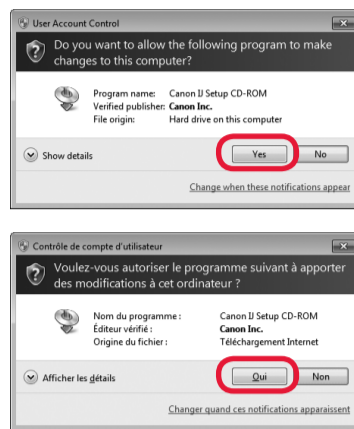 User Account Control
Do you want to allow the following program to make
changes to this computer?
Program name: Canon IJ Setup CD-ROM
Verified publisher: Canon Inc.
File origin: Hard drive on this computer
Show details
Yes
No
Change when these notifications appear
Contrôle de compte d'utilisateur
Voulez-vous autoriser le programme suivant à apporter
des modifications à cet ordinateur ?
Nom du programme : Canon IJ Setup CD-ROM
Éditeur vérifié : Canon Inc.
Origine du fichier : Téléchargement Internet
Afficher les détails
Oui
Non
Changer quand ces notifications apparaissent